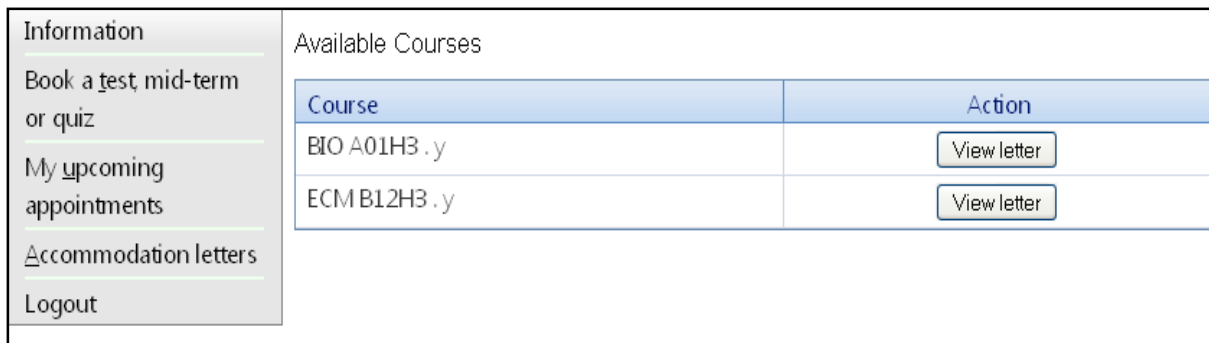 Information
Book a test, mid-term
or quiz
My upcoming
appointments
Accommodation letters
Logout
Available Courses
Course Action
BIO A01H3 . y View letter
ECM B12H3 . y View letter